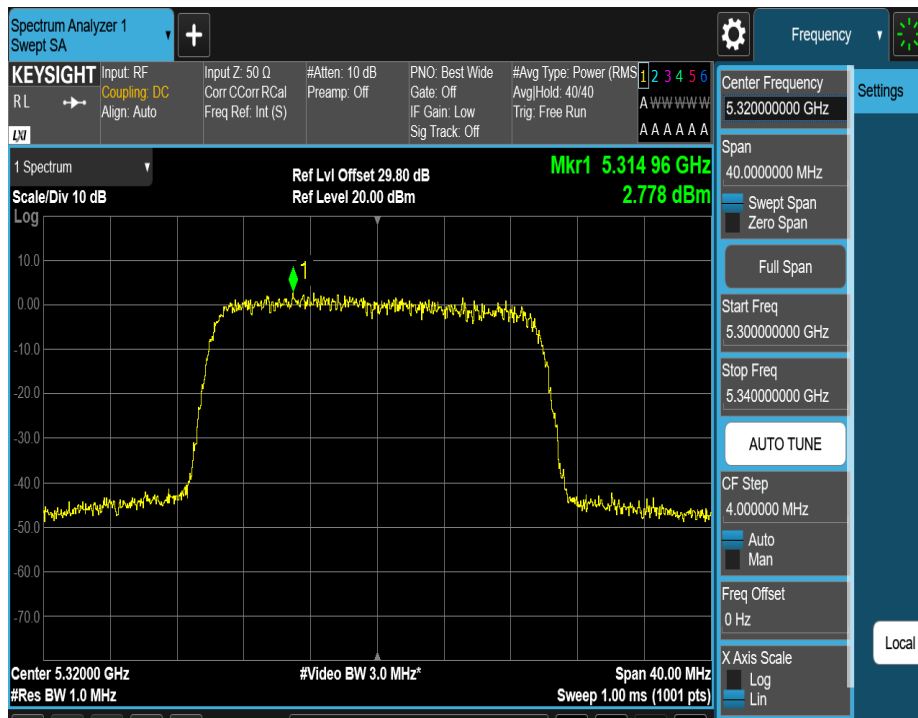 Spectrum Analyzer 1
Swept SA
+
Frequency
KEYSIGHT
RL
LXI
Input: RF
Coupling: DC
Align: Auto
Input Z: 50 Ω
Corr CCorr RCal
Freq Ref: Int (S)
#Atten: 10 dB
Preamp: Off
PNO: Best Wide
Gate: Off
IF Gain: Low
Sig Track: Off
#Avg Type: Power (RMS
Avg|Hold: 40/40
Trig: Free Run
1 2 3 4 5 6
A W W W W W
A A A A A A
1 Spectrum
Scale/Div 10 dB
Log
Ref Lvl Offset 29.80 dB
Ref Level 20.00 dBm
Mkr1 5.314 96 GHz
2.778 dBm
10.0
0.00
-10.0
-20.0
-30.0
-40.0
-50.0
-60.0
-70.0
1
Center 5.32000 GHz
#Res BW 1.0 MHz
#Video BW 3.0 MHz*
Span 40.00 MHz
Sweep 1.00 ms (1001 pts)
Center Frequency
5.320000000 GHz
Span
40.0000000 MHz
Swept Span
Zero Span
Full Span
Start Freq
5.300000000 GHz
Stop Freq
5.340000000 GHz
AUTO TUNE
CF Step
4.000000 MHz
Auto
Man
Freq Offset
0 Hz
X Axis Scale
Log
Lin
Settings
Local